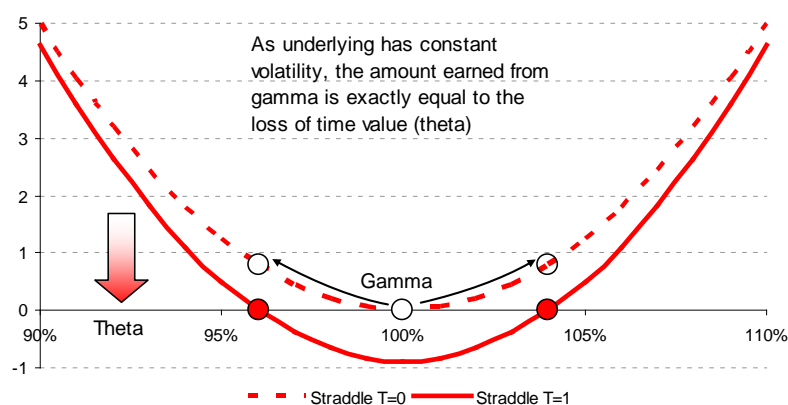 5
As underlying has constant
volatility, the amount earned from
gamma is exactly equal to the
loss of time value (theta)
4
3
2
1
Gamma
0
Theta
90%
95%
100%
105%
110%
-1
Straddle T=0
Straddle T=1